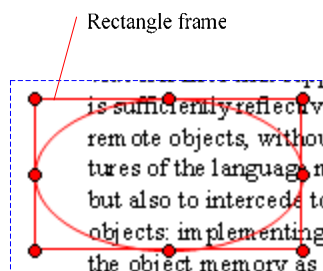 Rectangle frame
is sufficiently reflectiv
remote objects, withou
tures of the language
but also to intercede t
objects: implementing
the object memory as